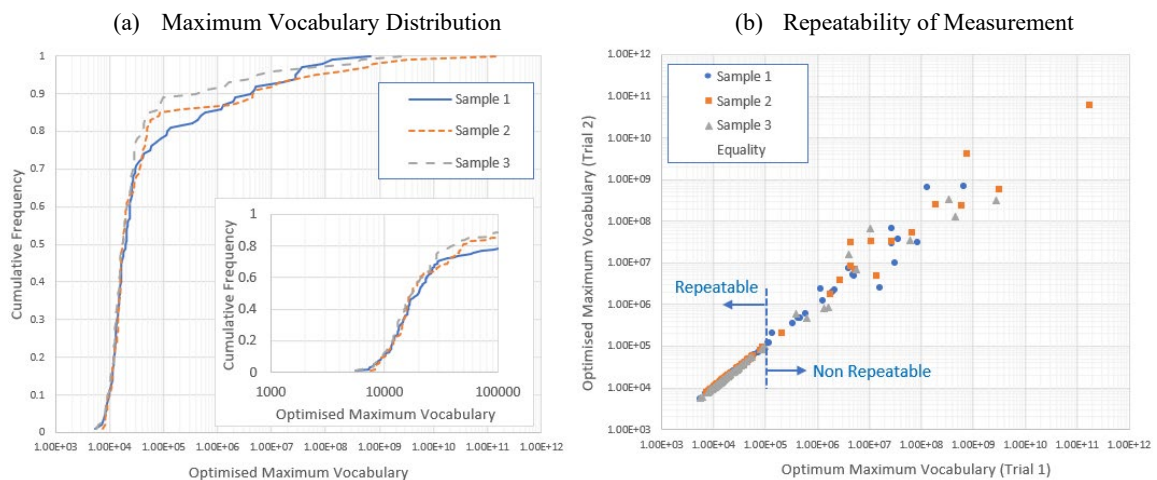 (a) Maximum Vocabulary Distribution
Cumulative Frequency
1
0.9
0.8
0.7
0.6
0.5
0.4
0.3
0.2
0.1
0
1.00E+03 1.00E+04 1.00E+05 1.00E+06 1.00E+07 1.00E+08 1.00E+09 1.00E+10 1.00E+11 1.00E+12
Optimised Maximum Vocabulary
Sample 1
Sample 2
Sample 3
Cumulative Frequency
1
0.8
0.6
0.4
0.2
0
1000 10000 100000
Optimised Maximum Vocabulary
(b) Repeatability of Measurement
Optimised Maximum Vocabulary (Trial 2)
1.00E+12
1.00E+11
1.00E+10
1.00E+09
1.00E+08
1.00E+07
1.00E+06
1.00E+05
1.00E+04
1.00E+03
Sample 1
Sample 2
Sample 3
Equality
Repeatable
Non Repeatable
1.00E+03 1.00E+04 1.00E+05 1.00E+06 1.00E+07 1.00E+08 1.00E+09 1.00E+10 1.00E+11 1.00E+12
Optimum Maximum Vocabulary (Trial 1)